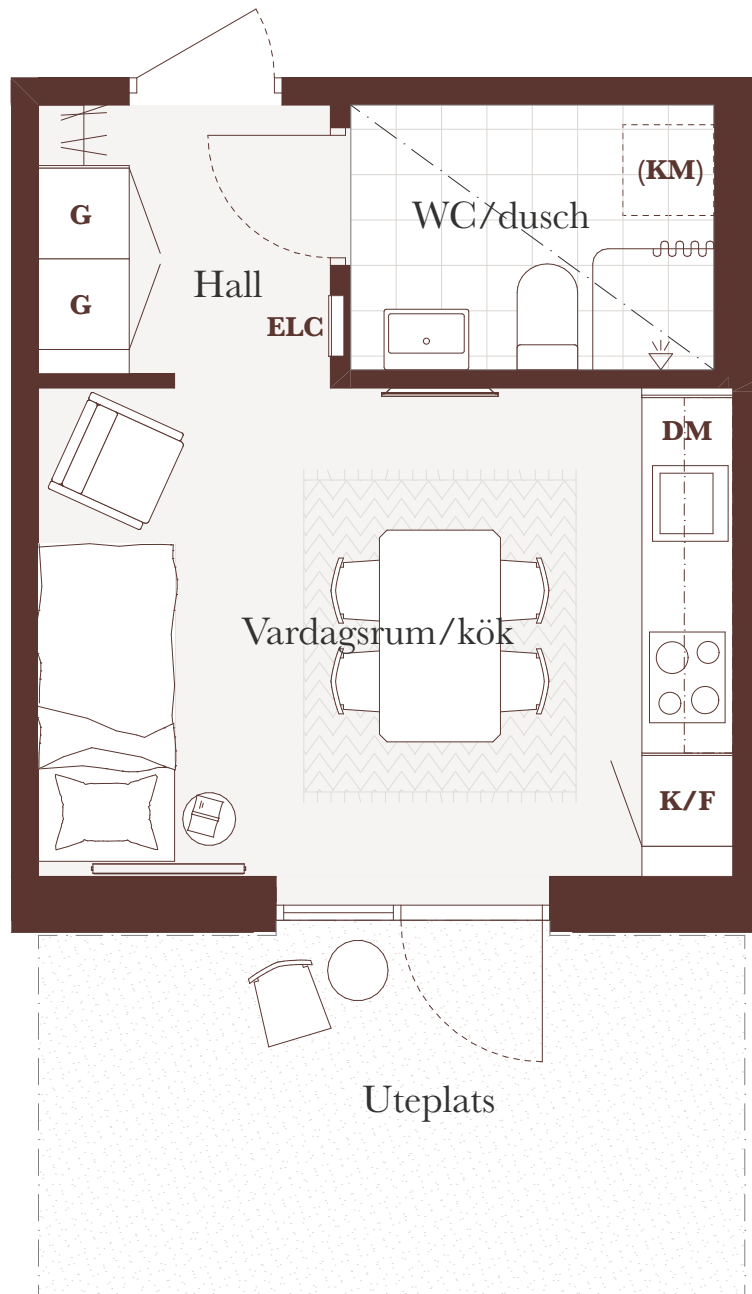 (KM)
G
WC/dusch
Hall
G
ELC
DM
Vardagsrum/kök
K/F
Uteplats